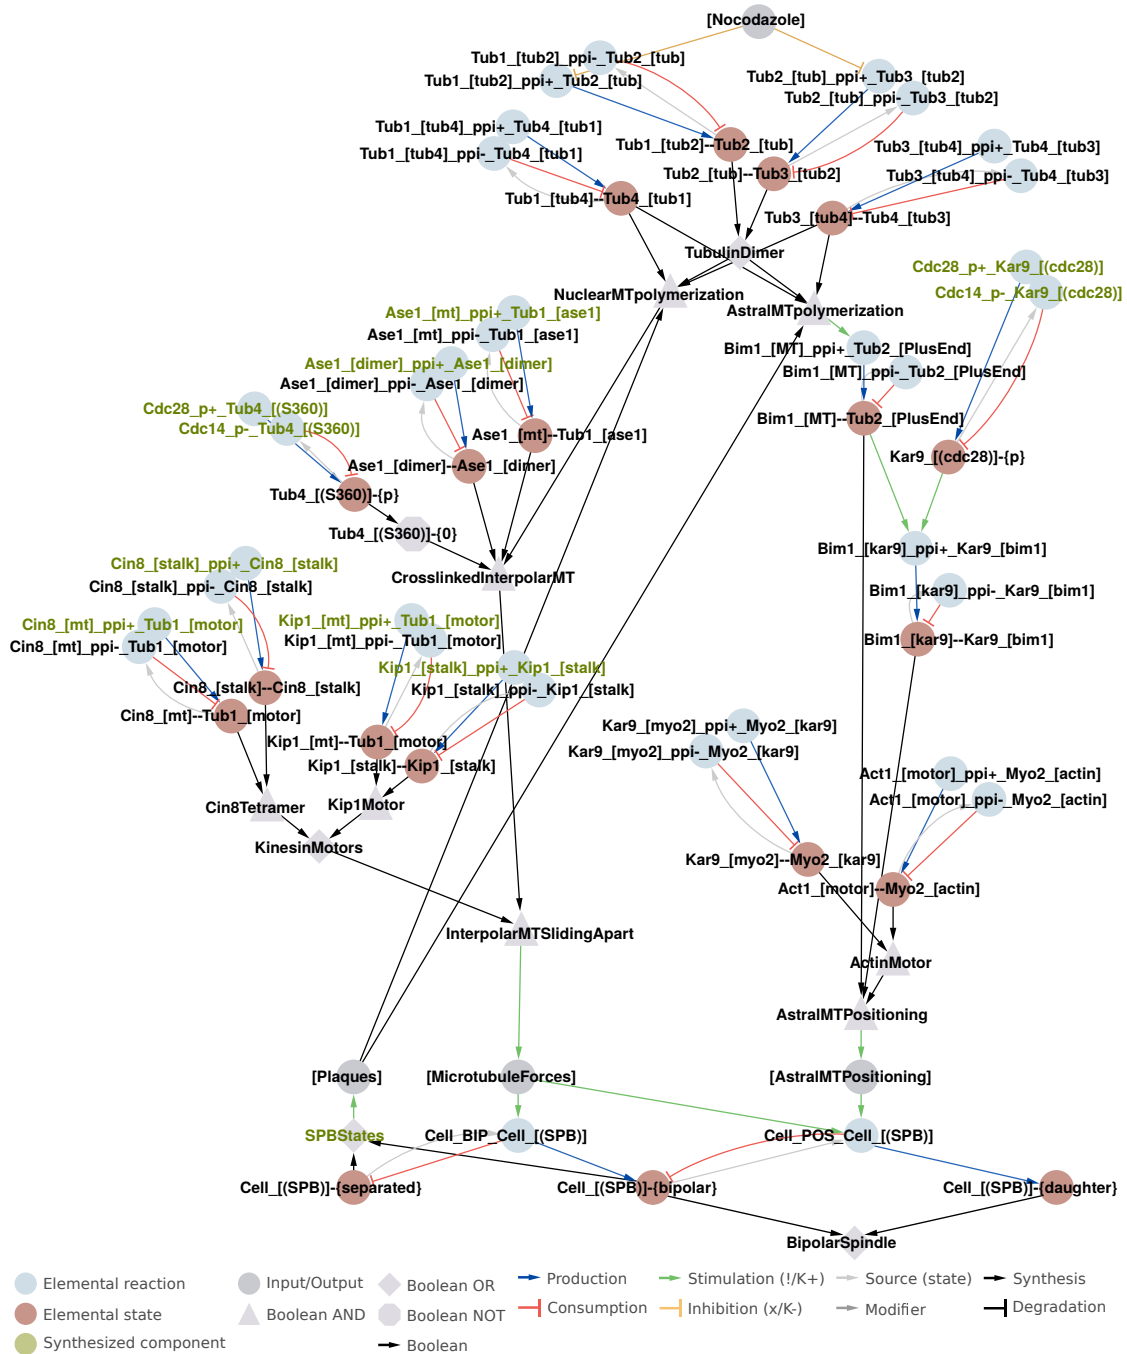 [Nocodazole]
Tub1_[tub2]_ppi-_Tub2_[tub]
Tub1_[tub2]_ppi+_Tub2_[tub]
Tub2_[tub]_ppi+_Tub3_[tub2]
Tub2_[tub]_ppi-_Tub3_[tub2]
Tub1_[tub4]_ppi+_Tub4_[tub1]
Tub1_[tub4]_ppi-_Tub4_[tub1]
Tub1_[tub2]--Tub2_[tub]
Tub2_[tub]--Tub3_[tub2]
Tub3_[tub4]_ppi+_Tub4_[tub3]
Tub3_[tub4]_ppi-_Tub4_[tub3]
Tub1_[tub4]--Tub4_[tub1]
Tub3_[tub4]--Tub4_[tub3]
TubulinDimer
Cdc28_p+_Kar9_[(cdc28)]
Cdc14_p-_Kar9_[(cdc28)]
NuclearMTpolymerization
AstralMTpolymerization
Ase1_[mt]_ppi+_Tub1_[ase1]
Ase1_[mt]_ppi-_Tub1_[ase1]
Bim1_[MT]_ppi+_Tub2_[PlusEnd]
Bim1_[MT]_ppi-_Tub2_[PlusEnd]
Ase1_[dimer]_ppi+_Ase1_[dimer]
Ase1_[dimer]_ppi-_Ase1_[dimer]
Cdc28_p+_Tub4_[(S360)]
Cdc14_p-_Tub4_[(S360)]
Bim1_[MT]--Tub2_[PlusEnd]
Ase1_[mt]--Tub1_[ase1]
Kar9_[(cdc28)]-{p}
Ase1_[dimer]--Ase1_[dimer]
Tub4_[(S360)]-{p}
Tub4_[(S360)]-{0}
Bim1_[kar9]_ppi+_Kar9_[bim1]
Cin8_[stalk]_ppi+_Cin8_[stalk]
Cin8_[stalk]_ppi-_Cin8_[stalk]
CrosslinkedInterpolarMT
Bim1_[kar9]_ppi-_Kar9_[bim1]
Cin8_[mt]_ppi+_Tub1_[motor]
Cin8_[mt]_ppi-_Tub1_[motor]
Kip1_[mt]_ppi+_Tub1_[motor]
Kip1_[mt]_ppi-_Tub1_[motor]
Bim1_[kar9]--Kar9_[bim1]
Kip1_[stalk]_ppi+_Kip1_[stalk]
Kip1_[stalk]_ppi-_Kip1_[stalk]
Cin8_[stalk]--Cin8_[stalk]
Cin8_[mt]--Tub1_[motor]
Kar9_[myo2]_ppi+_Myo2_[kar9]
Kar9_[myo2]_ppi-_Myo2_[kar9]
Kip1_[mt]--Tub1_[motor]
Kip1_[stalk]--Kip1_[stalk]
Act1_[motor]_ppi+_Myo2_[actin]
Act1_[motor]_ppi-_Myo2_[actin]
Cin8Tetramer
Kip1Motor
KinesinMotors
Kar9_[myo2]--Myo2_[kar9]
Act1_[motor]--Myo2_[actin]
InterpolarMTSlidingApart
ActinMotor
AstralMTPositioning
[Plaques]
[MicrotubuleForces]
[AstralMTPositioning]
SPBStates
Cell_BIP_Cell_[(SPB)]
Cell_POS_Cell_[(SPB)]
Cell_[(SPB)]-{separated}
Cell_[(SPB)]-{bipolar}
Cell_[(SPB)]-{daughter}
BipolarSpindle
Elemental reaction
Input/Output
Boolean OR
Production
Stimulation (!/K+)
Source (state)
Synthesis
Elemental state
Boolean AND
Boolean NOT
Consumption
Inhibition (x/K-)
Modifier
Degradation
Synthesized component
Boolean